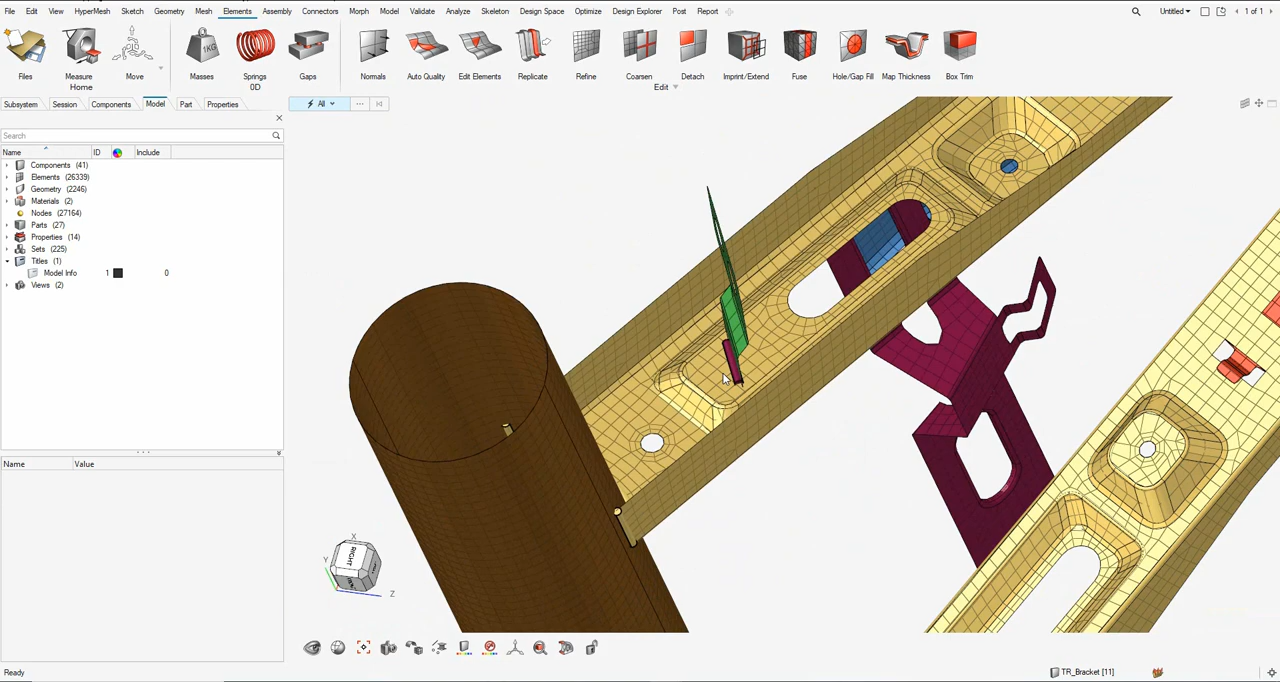 File Edit View HyperMesh Sketch Geometry Mesh Elements Assembly Connectors Morph Model Validate Analyze Skeleton Design Space Optimize Design Explorer Post Report Untitled 1 of 1
1KG
Files Measure Move Masses Springs Gaps Normals Auto Quality Edit Elements Replicate Refine Coarsen Detach Imprint/Extend Fuse Hole/Gap Fill Map Thickness Box Trim
Home 0D Edit
Subsystem Session Components Model Part Properties All
Search
Name ID Include
Components (41)
Elements (26339)
Geometry (2246)
Materials (2)
Nodes (27164)
Parts (27)
Properties (14)
Sets (225)
Titles (1)
Model Info 1 0
Views (2)
Name Value
X
Y
RIGHT
Z
Ready TR_Bracket [11]